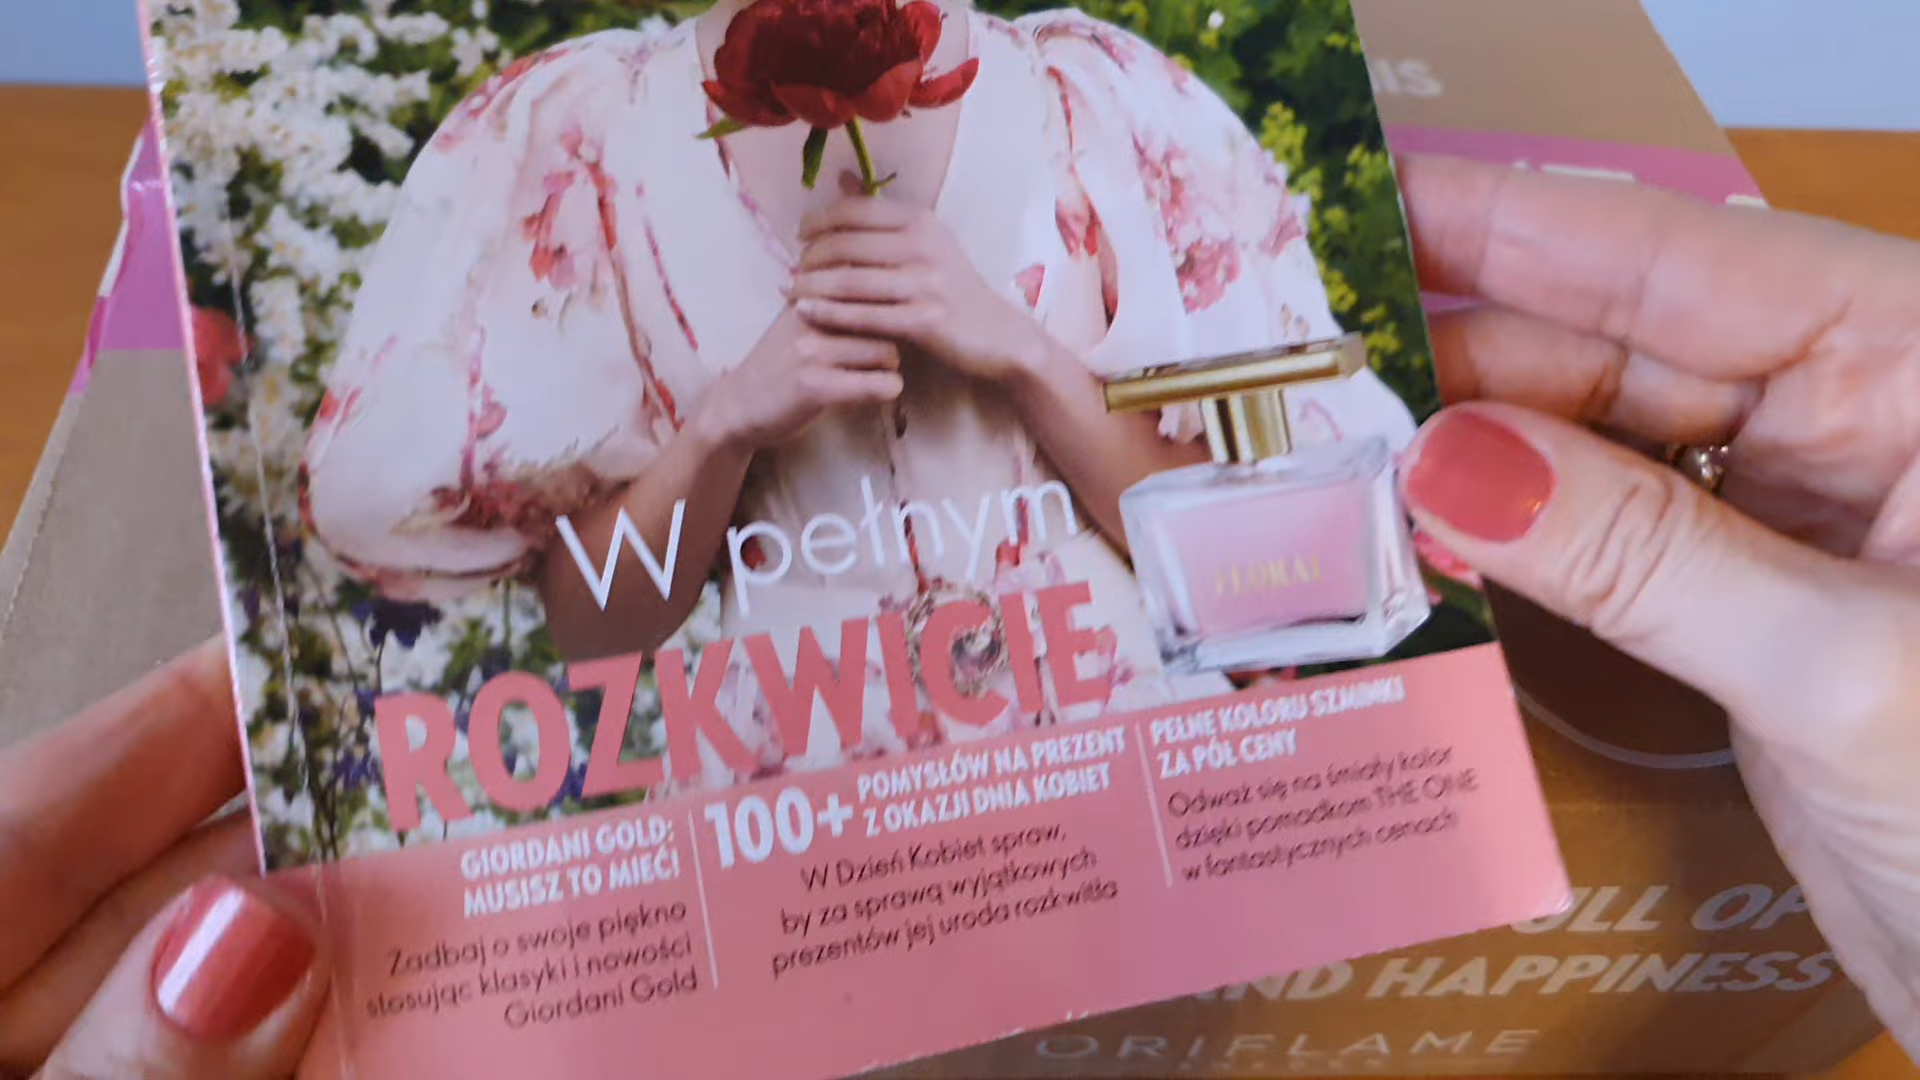 IS
W pełnym
ROZKWICIE
FLORAL
GIORDANI GOLD:
MUSISZ TO MIEĆ!
Zadbaj o swoje piękno
stosując klasyki i nowości
Giordani Gold
100+ POMYSŁÓW NA PREZENT
Z OKAZJI DNIA KOBIET
W Dzień Kobiet spraw,
by za sprawą wyjątkowych
prezentów jej uroda rozkwitła
PEŁNE KOLORU SZMINKI
ZA PÓŁ CENY
Odważ się na śmiały kolor
dzięki pomadkom THE ONE
w fantastycznych cenach
ULL OF
ND HAPPINESS
ORIFLAME